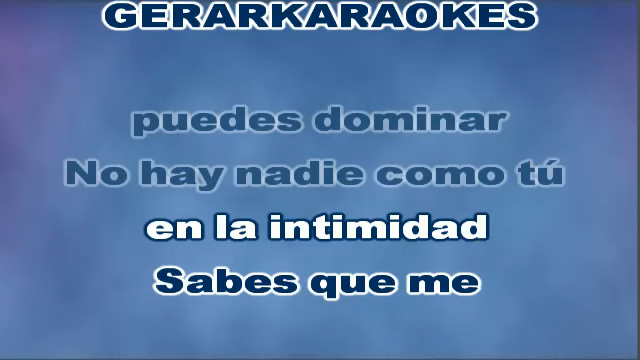 GERARKARAOKES
puedes dominar
No hay nadie como tú
en la intimidad
Sabes que me